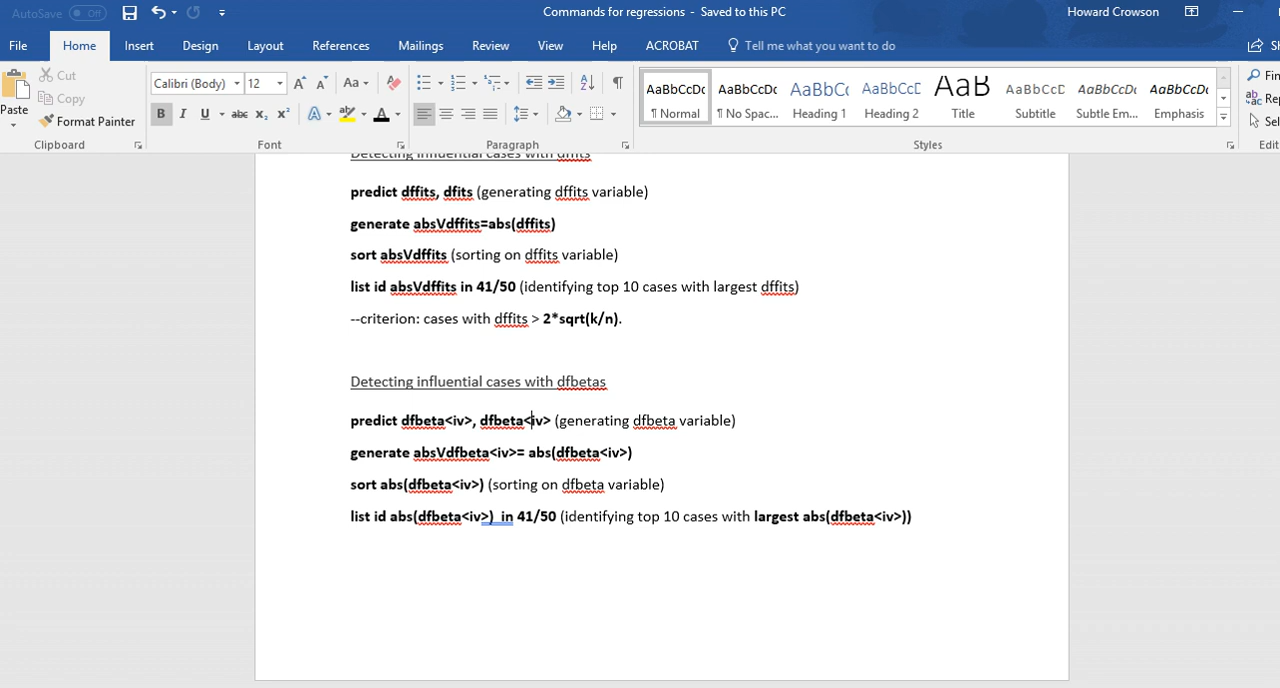 AutoSave Off Commands for regressions - Saved to this PC Howard Crowson
File Home Insert Design Layout References Mailings Review View Help ACROBAT Tell me what you want to do
Paste Cut Copy Format Painter
Calibri (Body) 12
AaBbCcDc AaBbCcDc AaBbCc AaBbCcD AaB AaBbCcD AaBbCcDc AaBbCcDc
¶ Normal ¶ No Spac... Heading 1 Heading 2 Title Subtitle Subtle Em... Emphasis
Clipboard Font Paragraph Styles
Detecting influential cases with dfits
predict dffits, dfits (generating dffits variable)
generate absVdffits=abs(dffits)
sort absVdffits (sorting on dffits variable)
list id absVdffits in 41/50 (identifying top 10 cases with largest dffits)
--criterion: cases with dffits > 2*sqrt(k/n).
Detecting influential cases with dfbetas
predict dfbeta<iv>, dfbeta<iv> (generating dfbeta variable)
generate absVdfbeta<iv>= abs(dfbeta<iv>)
sort abs(dfbeta<iv>) (sorting on dfbeta variable)
list id abs(dfbeta<iv>) in 41/50 (identifying top 10 cases with largest abs(dfbeta<iv>))